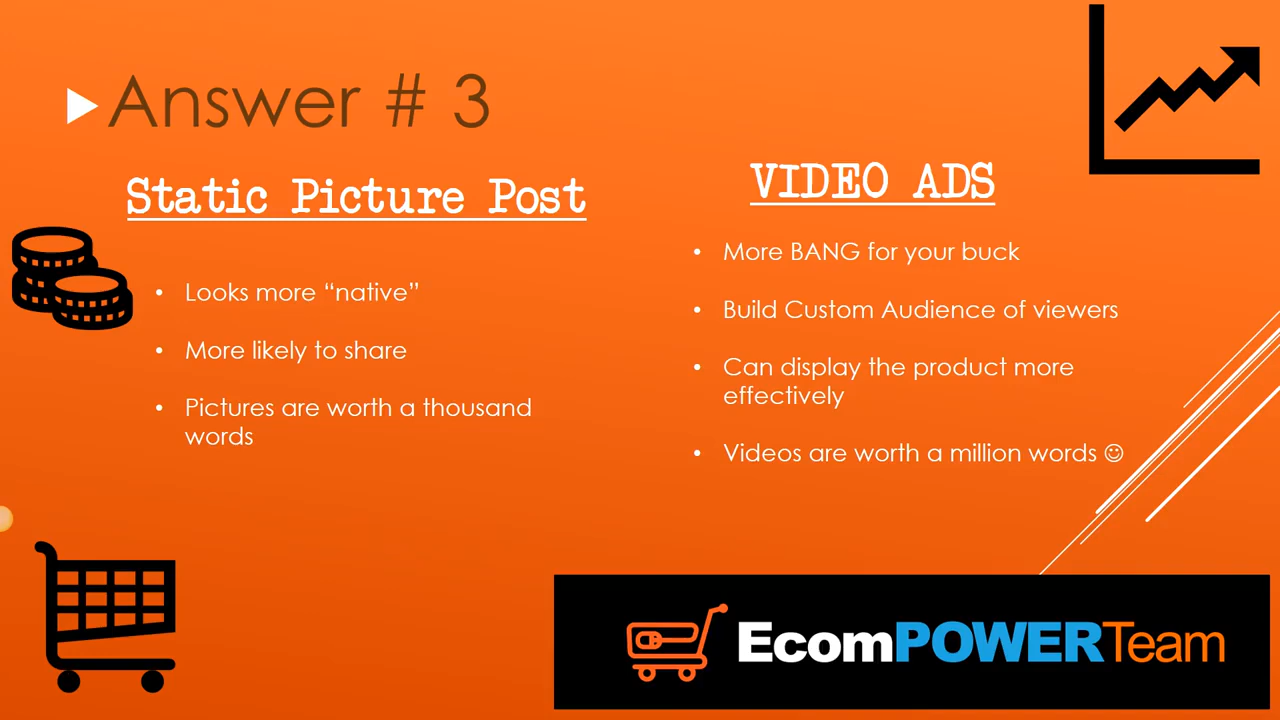 Answer # 3
Static Picture Post
Looks more “native”
More likely to share
Pictures are worth a thousand
words
VIDEO ADS
More BANG for your buck
Build Custom Audience of viewers
Can display the product more
effectively
Videos are worth a million words ☺
EcomPOWERTeam